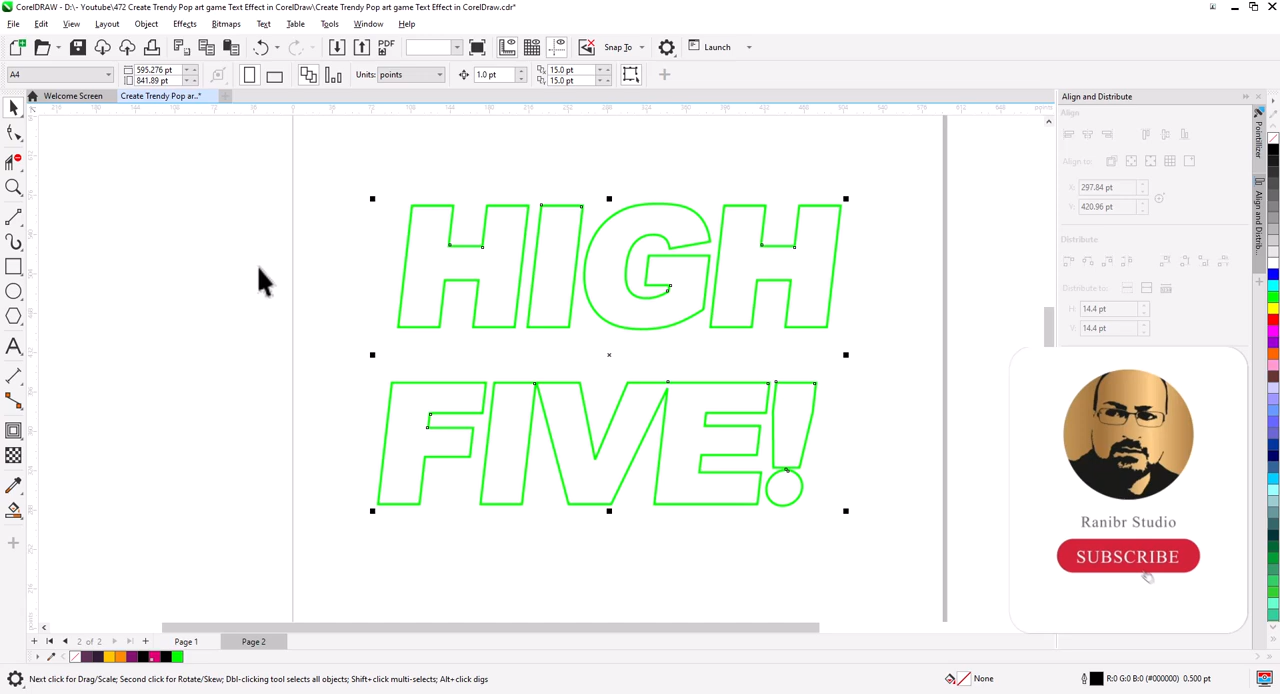 CorelDRAW - D:\- Youtube\472 Create Trendy Pop art game Text Effect in CorelDraw\Create Trendy Pop art game Text Effect in CorelDraw.cdr*
File Edit View Layout Object Effects Bitmaps Text Table Tools Window Help
PDF Snap To Launch
A4 595.276 pt 841.89 pt Units: points 1.0 pt 15.0 pt 15.0 pt
Welcome Screen Create Trendy Pop ar...* Align and Distribute
Align
Align to:
X: 297.84 pt
Y: 420.96 pt
Distribute
Distribute to:
H: 14.4 pt
V: 14.4 pt
Pointillizer
Align and Distrib...
HIGH
FIVE!
Ranibr Studio
SUBSCRIBE
2 of 2 Page 1 Page 2
Next click for Drag/Scale; Second click for Rotate/Skew; Dbl-clicking tool selects all objects; Shift+click multi-selects; Alt+click digs None R:0 G:0 B:0 (#000000) 0.500 pt